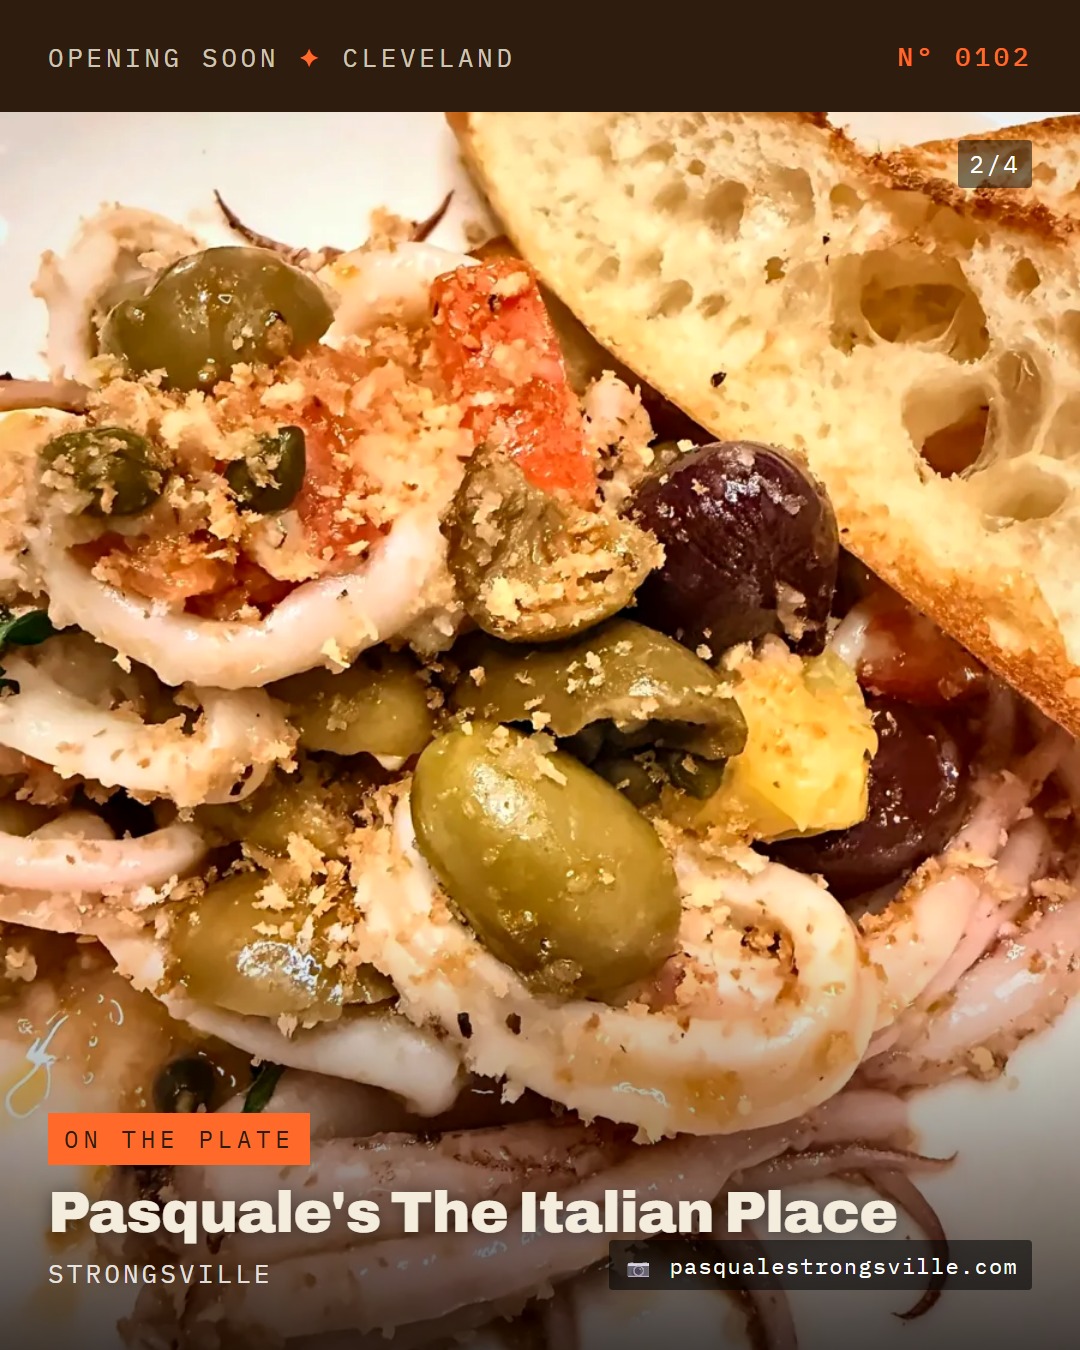 OPENING SOON ✦ CLEVELAND
N° 0102
2/4
ON THE PLATE
Pasquale's The Italian Place
STRONGSVILLE
📷 pasqualestrongsville.com